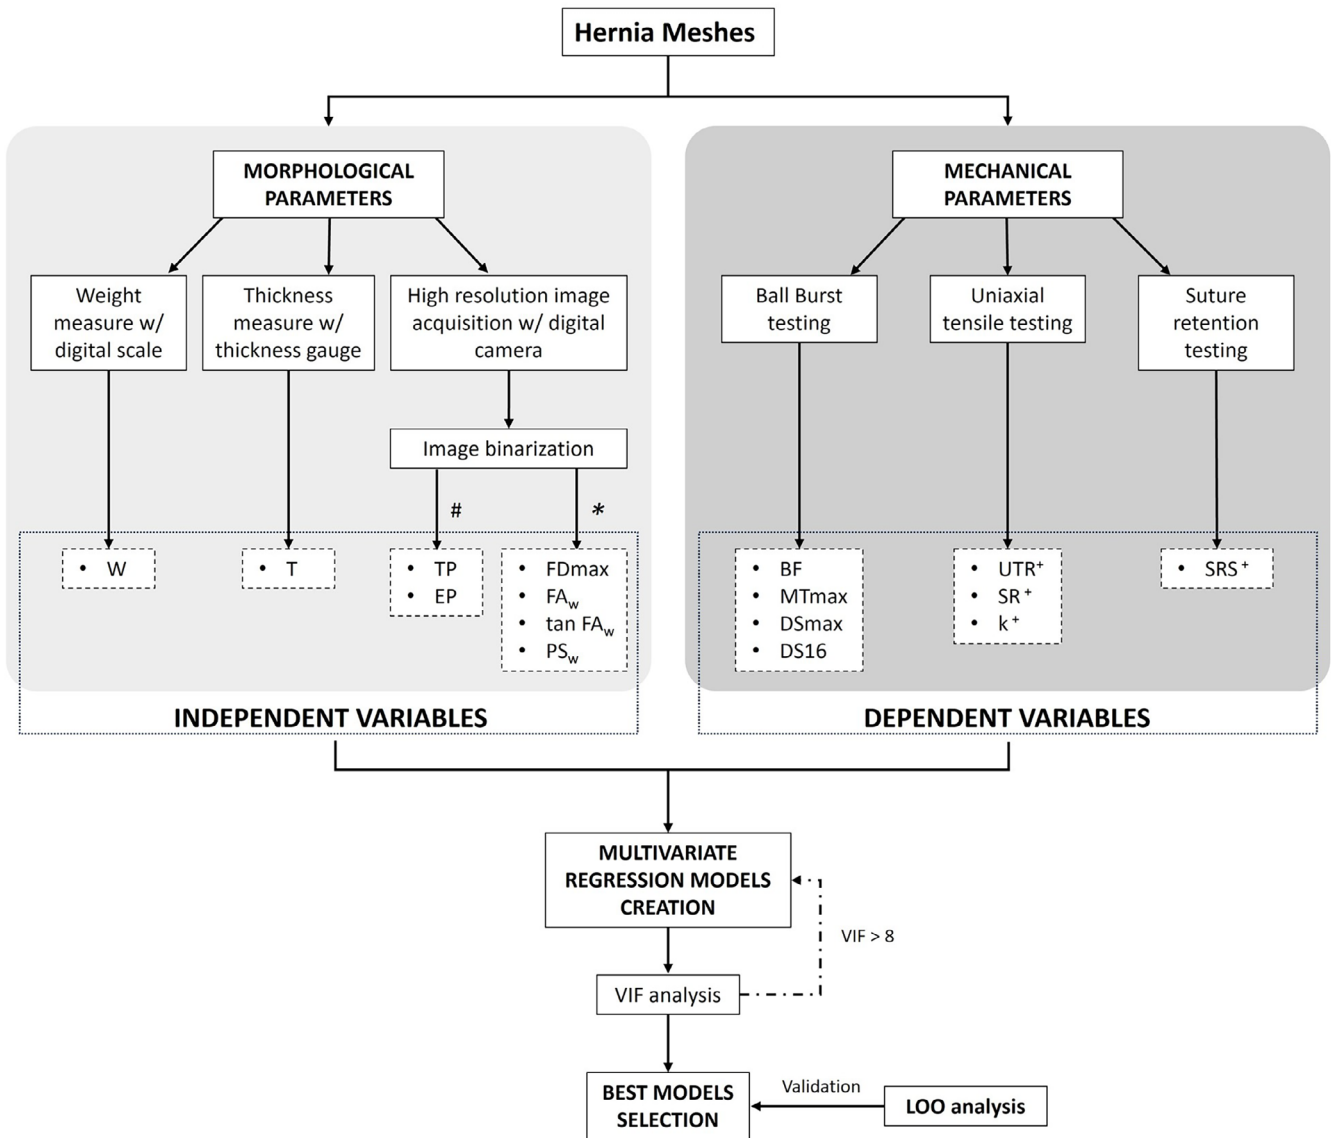 Hernia Meshes
MORPHOLOGICAL
PARAMETERS
Weight
measure w/
digital scale
Thickness
measure w/
thickness gauge
High resolution image
acquisition w/ digital
camera
Image binarization
#
*
• W
• T
• TP
• EP
• FDmax
• FAw
• tan FAw
• PSw
INDEPENDENT VARIABLES
MECHANICAL
PARAMETERS
Ball Burst
testing
Uniaxial
tensile testing
Suture
retention
testing
• BF
• MTmax
• DSmax
• DS16
• UTR+
• SR+
• k+
• SRS+
DEPENDENT VARIABLES
MULTIVARIATE
REGRESSION MODELS
CREATION
VIF > 8
VIF analysis
BEST MODELS
SELECTION
Validation
LOO analysis